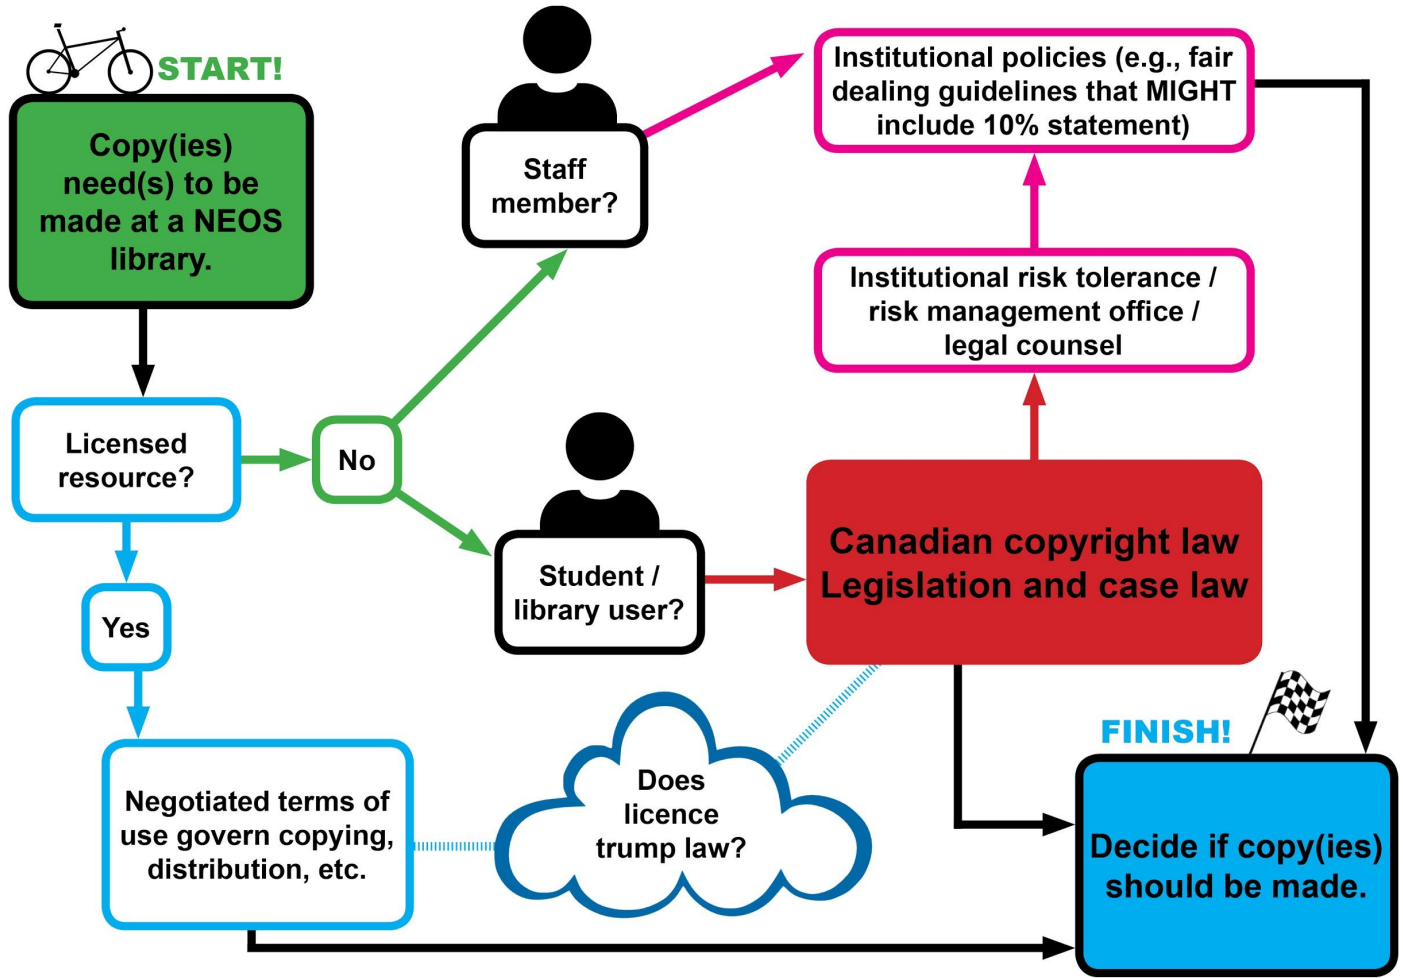 START!
Copy(ies)
need(s) to be
made at a NEOS
library.
Licensed
resource?
No
Yes
Negotiated terms of
use govern copying,
distribution, etc.
Staff
member?
Student /
library user?
Does
licence
trump law?
Institutional policies (e.g., fair
dealing guidelines that MIGHT
include 10% statement)
Institutional risk tolerance /
risk management office /
legal counsel
Canadian copyright law
Legislation and case law
FINISH!
Decide if copy(ies)
should be made.